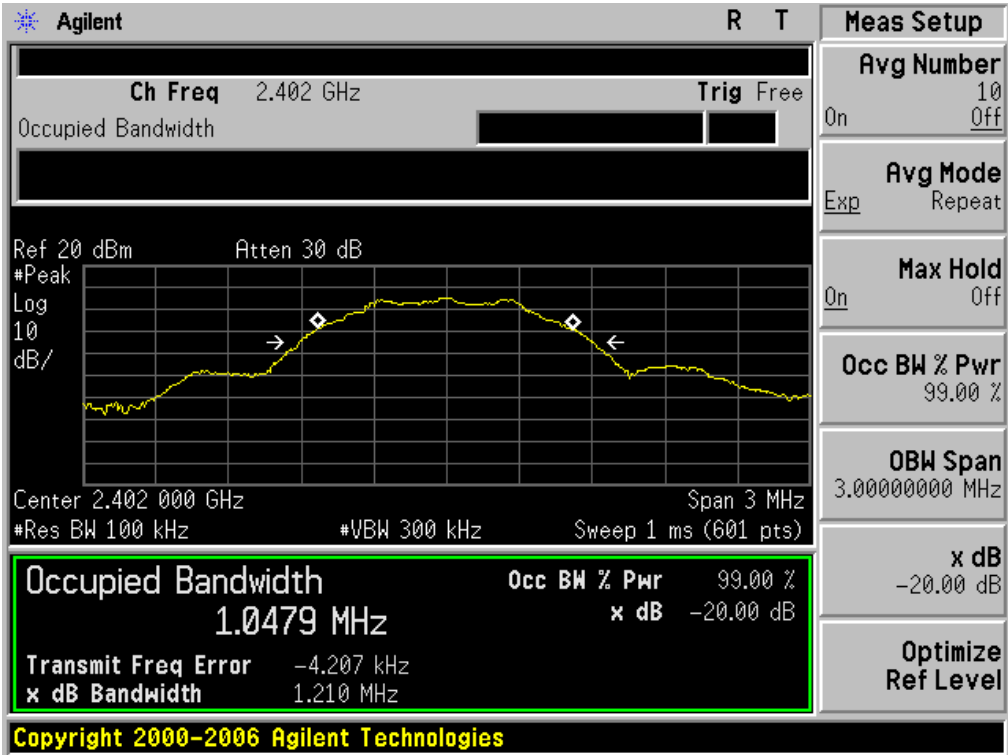 Agilent R T
Ch Freq 2.402 GHz Trig Free
Occupied Bandwidth
Ref 20 dBm Atten 30 dB
#Peak
Log
10
dB/
Center 2.402 000 GHz Span 3 MHz
#Res BW 100 kHz #VBW 300 kHz Sweep 1 ms (601 pts)
Occupied Bandwidth Occ BW % Pwr 99.00 %
1.0479 MHz x dB -20.00 dB
Transmit Freq Error -4.207 kHz
x dB Bandwidth 1.210 MHz
Copyright 2000-2006 Agilent Technologies
Meas Setup
Avg Number
10
On Off
Avg Mode
Exp Repeat
Max Hold
On Off
Occ BW % Pwr
99.00 %
OBW Span
3.00000000 MHz
x dB
-20.00 dB
Optimize
Ref Level